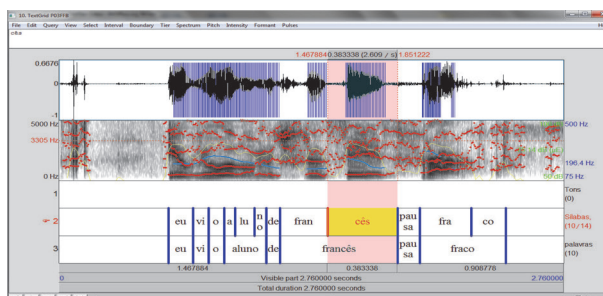 10. TextGrid PD3FFB
File Edit Query View Select Interval Boundary Tier Spectrum Pitch Intensity Formant Pulses
cita
1.467884 0.383338 (2.609 / s) 1.851222
0.6676
0
-1
5000 Hz 500 Hz
3305 Hz
196.4 Hz
0 Hz 75 Hz
1 Tons (0)
2 eu vi o a lu no de fran cês pausa fra co Sílabas, (10/14)
3 eu vi o aluno de francês pausa fraco palavras (10)
1.467884 0.383338 0.908778
0 Visible part 2.760000 seconds 2.760000
Total duration 2.760000 seconds